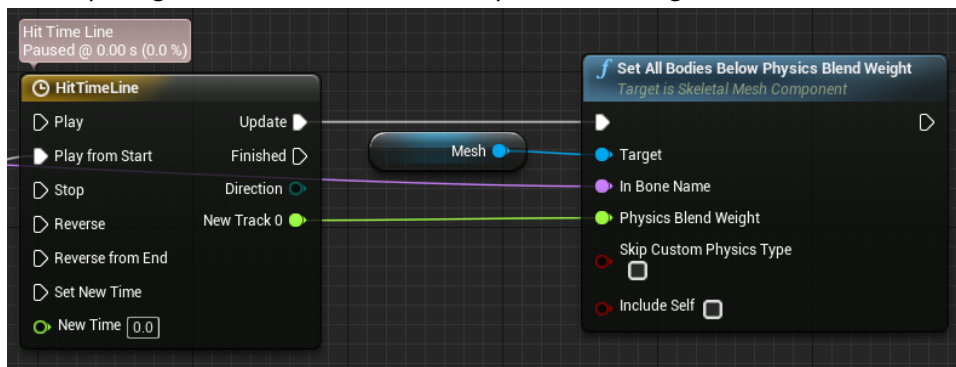 Hit Time Line
Paused @ 0.00 s (0.0 %)
HitTimeLine
Play
Update
Play from Start
Finished
Stop
Direction
Reverse
New Track 0
Reverse from End
Set New Time
New Time 0.0
Mesh
f Set All Bodies Below Physics Blend Weight
Target is Skeletal Mesh Component
Target
In Bone Name
Physics Blend Weight
Skip Custom Physics Type
Include Self